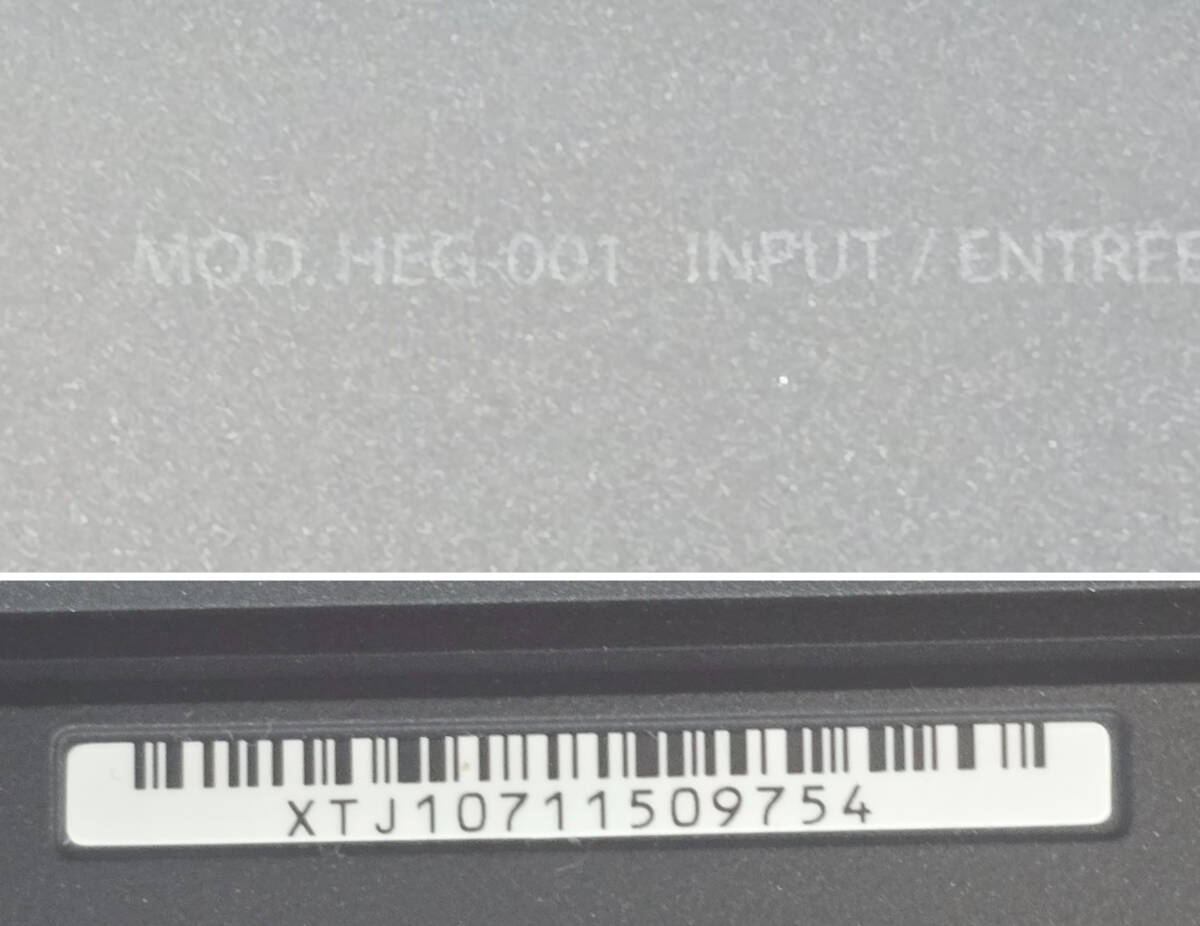 MOD. HEG-001 INPUT / ENTREE
XTJ10711509754